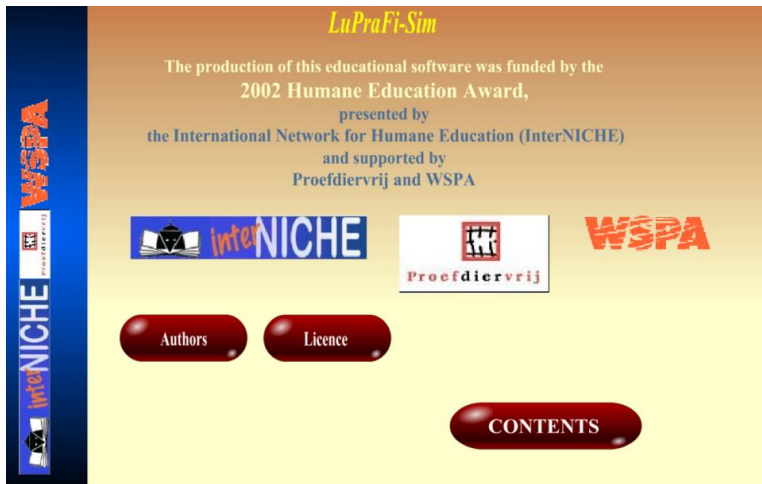 LuPraFi-Sim
The production of this educational software was funded by the
2002 Humane Education Award,
presented by
the International Network for Humane Education (InterNICHE)
and supported by
Proefdiervrij and WSPA
interNICHE
Proefdiervrij
WSPA
Authors
Licence
CONTENTS
WSPA
Proefdiervrij
interNICHE